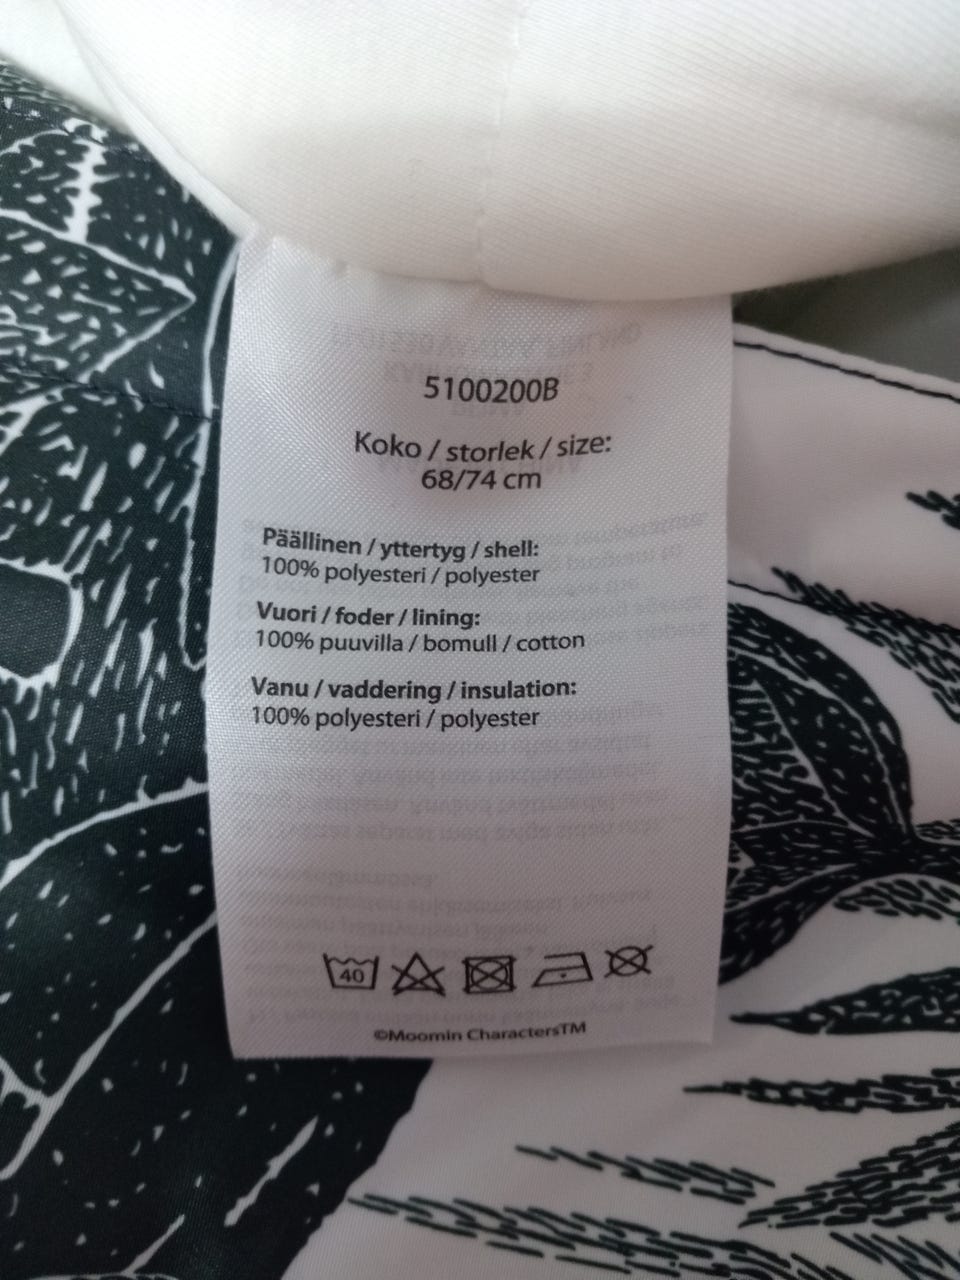 5100200B
Koko / storlek / size:
68/74 cm
Päällinen / yttertyg / shell:
100% polyesteri / polyester
Vuori / foder / lining:
100% puuvilla / bomull / cotton
Vanu / vaddering / insulation:
100% polyesteri / polyester
40
©Moomin Characters™